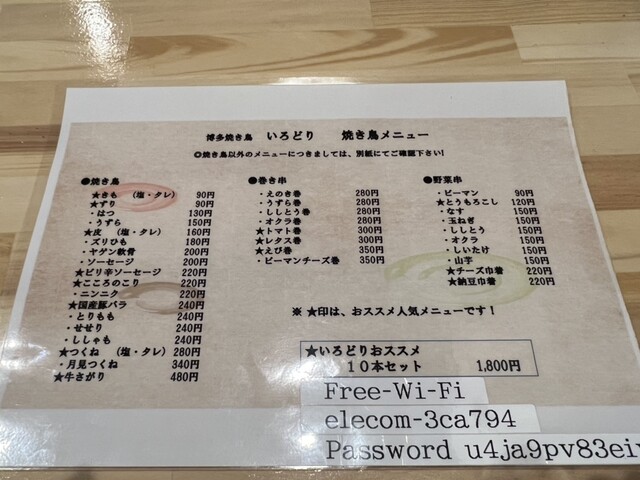 博多焼き鳥 いろどり 焼き鳥メニュー
◎焼き鳥以外のメニューにつきましては、別紙にてご確認下さい!
●焼き鳥
★きも (塩・タレ) 90円
★ずり 90円
・はつ 130円
・うずら 150円
★皮 (塩・タレ) 160円
・ズリひも 180円
・ヤゲン軟骨 200円
・ソーセージ 200円
★ピリ辛ソーセージ 220円
★こころのこり 220円
・ニンニク 220円
★国産豚バラ 240円
・とりもも 240円
・せせり 240円
・ししゃも 240円
★つくね (塩・タレ) 280円
・月見つくね 340円
★牛さがり 480円
●巻き串
・えのき巻 280円
・うずら巻 280円
・ししとう巻 280円
・オクラ巻 280円
★トマト巻 300円
★レタス巻 300円
★えび巻 350円
・ピーマンチーズ巻 350円
●野菜串
・ピーマン 90円
★とうもろこし 120円
・なす 150円
・玉ねぎ 150円
・ししとう 150円
・オクラ 150円
・しいたけ 150円
・山芋 150円
★チーズ巾着 220円
★納豆巾着 220円
※ ★印は、おススメ人気メニューです!
★いろどりおススメ
10本セット 1,800円
Free-Wi-Fi
elecom-3ca794
Password